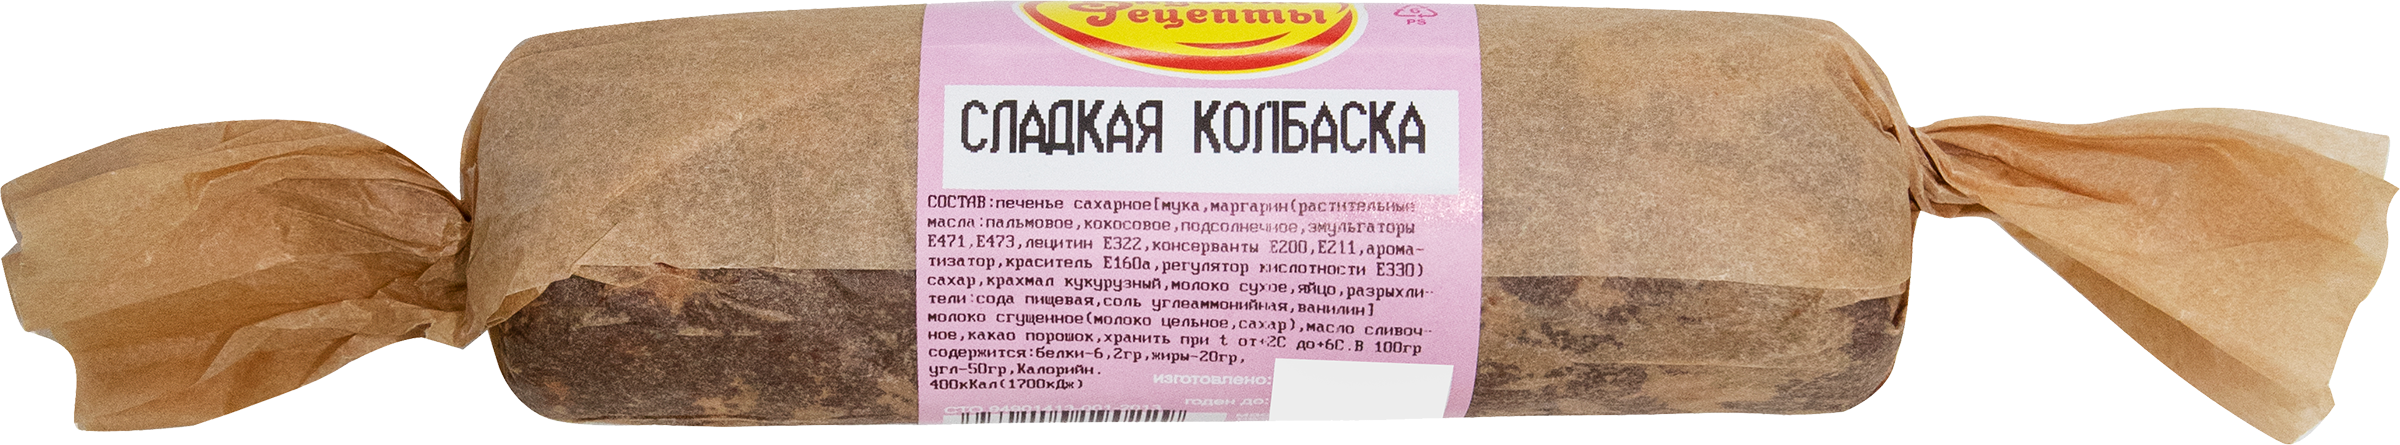 Рецепты
6
PS
СЛАДКАЯ КОЛБАСКА
СОСТАВ:печенье сахарное[мука,маргарин(растительные
масла:пальмовое,кокосовое,подсолнечное,эмульгаторы
Е471,Е473,лецитин Е322,консерванты Е200,Е211,арома-
тизатор,краситель Е160а,регулятор кислотности Е330)
сахар,крахмал кукурузный,молоко сухое,яйцо,разрыхли-
тели:сода пищевая,соль углеаммонийная,ванилин]
молоко сгущенное(молоко цельное,сахар),масло сливоч-
ное,какао порошок,хранить при t от+2С до+6С.В 100гр
содержится:белки-6,2гр,жиры-20гр,
угл-50гр,Калорийн.
400кКал(1700кДж)
изготовлено:
годен до: